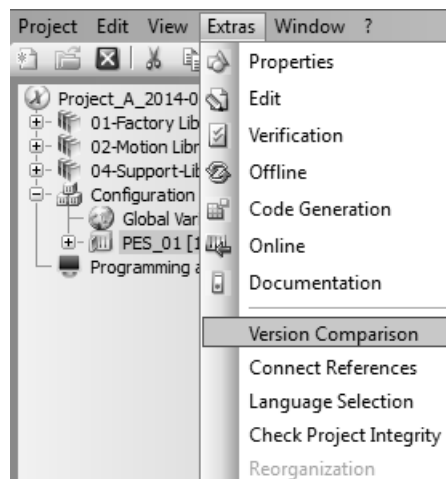 Project Edit View Extras Window ?
Properties
Edit
Verification
Offline
Code Generation
Online
Documentation
Version Comparison
Connect References
Language Selection
Check Project Integrity
Reorganization
Project_A_2014-0
01-Factory Lib
02-Motion Libr
04-Support-Lib
Configuration
Global Var
PES_01 [1
Programming a